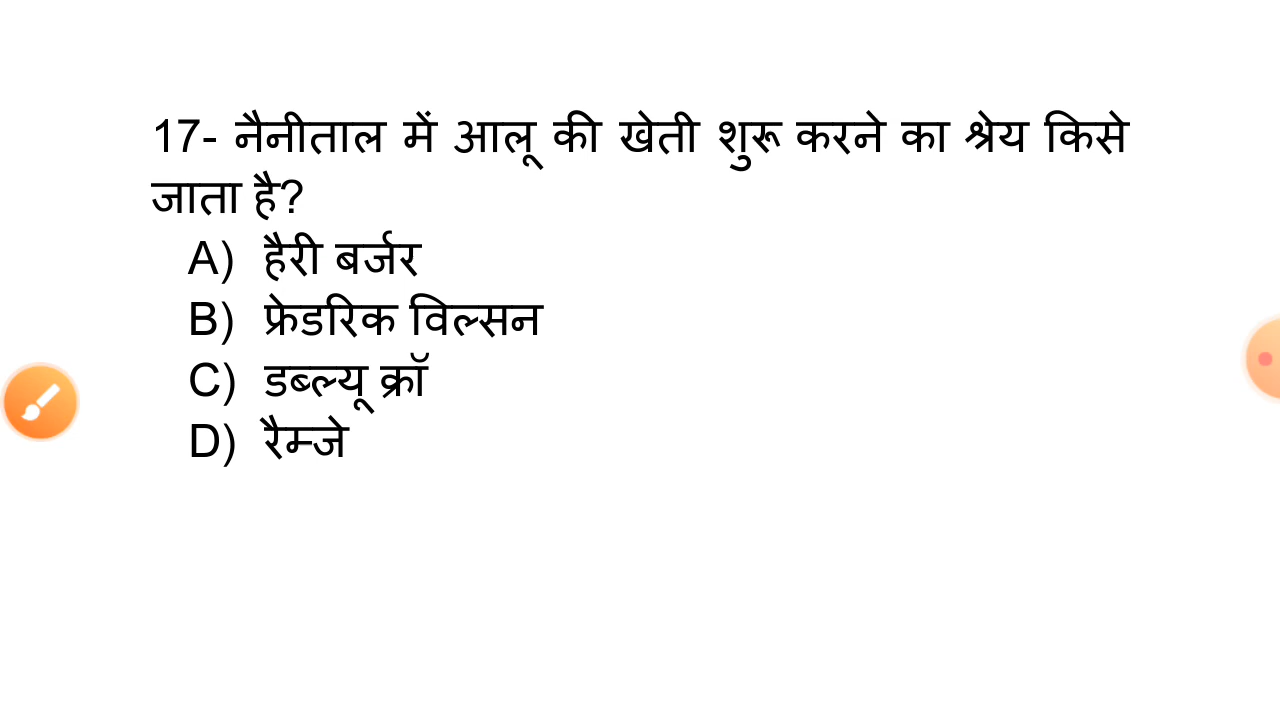 17- नैनीताल में आलू की खेती शुरू करने का श्रेय किसे
जाता है?
A) हैरी बर्जर
B) फ्रेडरिक विल्सन
C) डब्ल्यू क्रॉ
D) रैम्जे